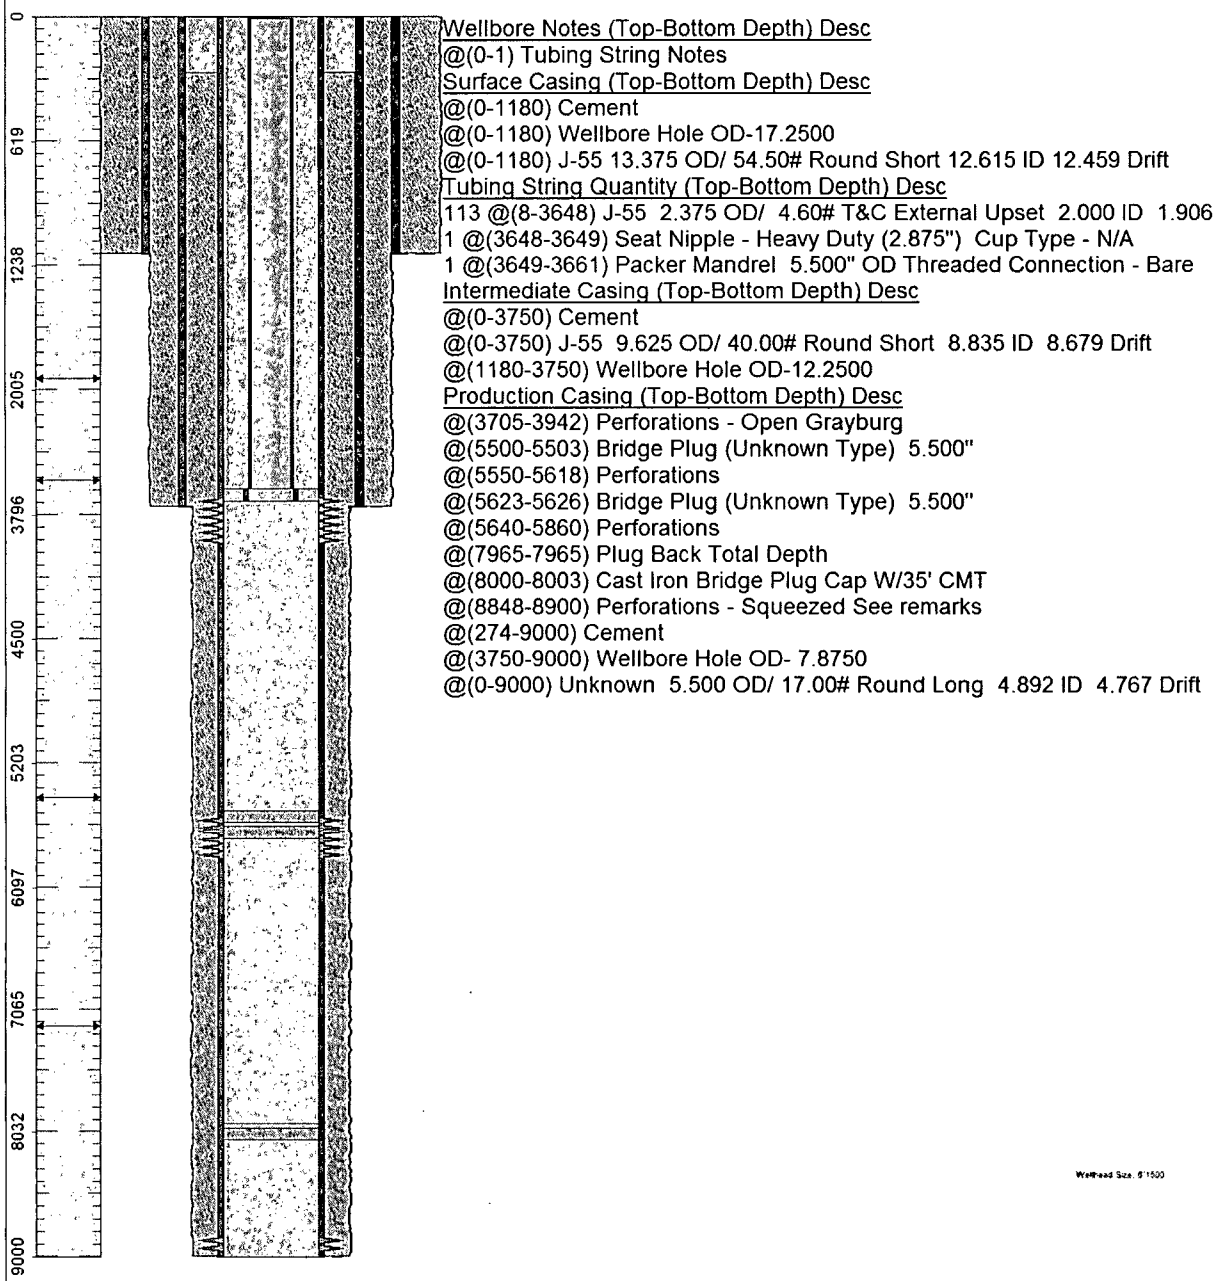 0
619
1238
2005
3796
4500
5203
6097
7065
8032
9000
Wellbore Notes (Top-Bottom Depth) Desc
@(0-1) Tubing String Notes
Surface Casing (Top-Bottom Depth) Desc
@(0-1180) Cement
@(0-1180) Wellbore Hole OD-17.2500
@(0-1180) J-55 13.375 OD/ 54.50# Round Short 12.615 ID 12.459 Drift
Tubing String Quantity (Top-Bottom Depth) Desc
113 @(8-3648) J-55 2.375 OD/ 4.60# T&C External Upset 2.000 ID 1.906
1 @(3648-3649) Seat Nipple - Heavy Duty (2.875") Cup Type - N/A
1 @(3649-3661) Packer Mandrel 5.500" OD Threaded Connection - Bare
Intermediate Casing (Top-Bottom Depth) Desc
@(0-3750) Cement
@(0-3750) J-55 9.625 OD/ 40.00# Round Short 8.835 ID 8.679 Drift
@(1180-3750) Wellbore Hole OD-12.2500
Production Casing (Top-Bottom Depth) Desc
@(3705-3942) Perforations - Open Grayburg
@(5500-5503) Bridge Plug (Unknown Type) 5.500"
@(5550-5618) Perforations
@(5623-5626) Bridge Plug (Unknown Type) 5.500"
@(5640-5860) Perforations
@(7965-7965) Plug Back Total Depth
@(8000-8003) Cast Iron Bridge Plug Cap W/35' CMT
@(8848-8900) Perforations - Squeezed See remarks
@(274-9000) Cement
@(3750-9000) Wellbore Hole OD- 7.8750
@(0-9000) Unknown 5.500 OD/ 17.00# Round Long 4.892 ID 4.767 Drift
Wellhead Size: